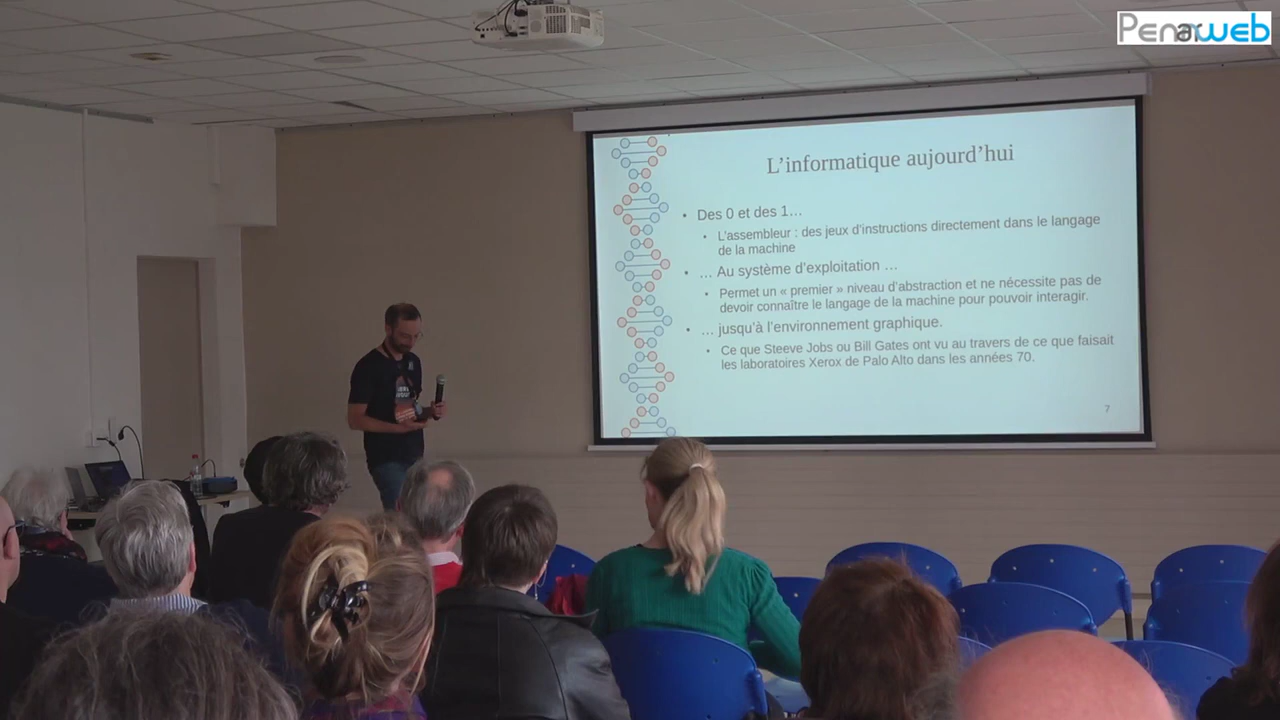 Penarweb
L’informatique aujourd’hui
• Des 0 et des 1…
• L’assembleur : des jeux d’instructions directement dans le langage
de la machine
• … Au système d’exploitation …
• Permet un « premier » niveau d’abstraction et ne nécessite pas de
devoir connaître le langage de la machine pour pouvoir interagir.
• … jusqu’à l’environnement graphique.
• Ce que Steeve Jobs ou Bill Gates ont vu au travers de ce que faisait
les laboratoires Xerox de Palo Alto dans les années 70.
7